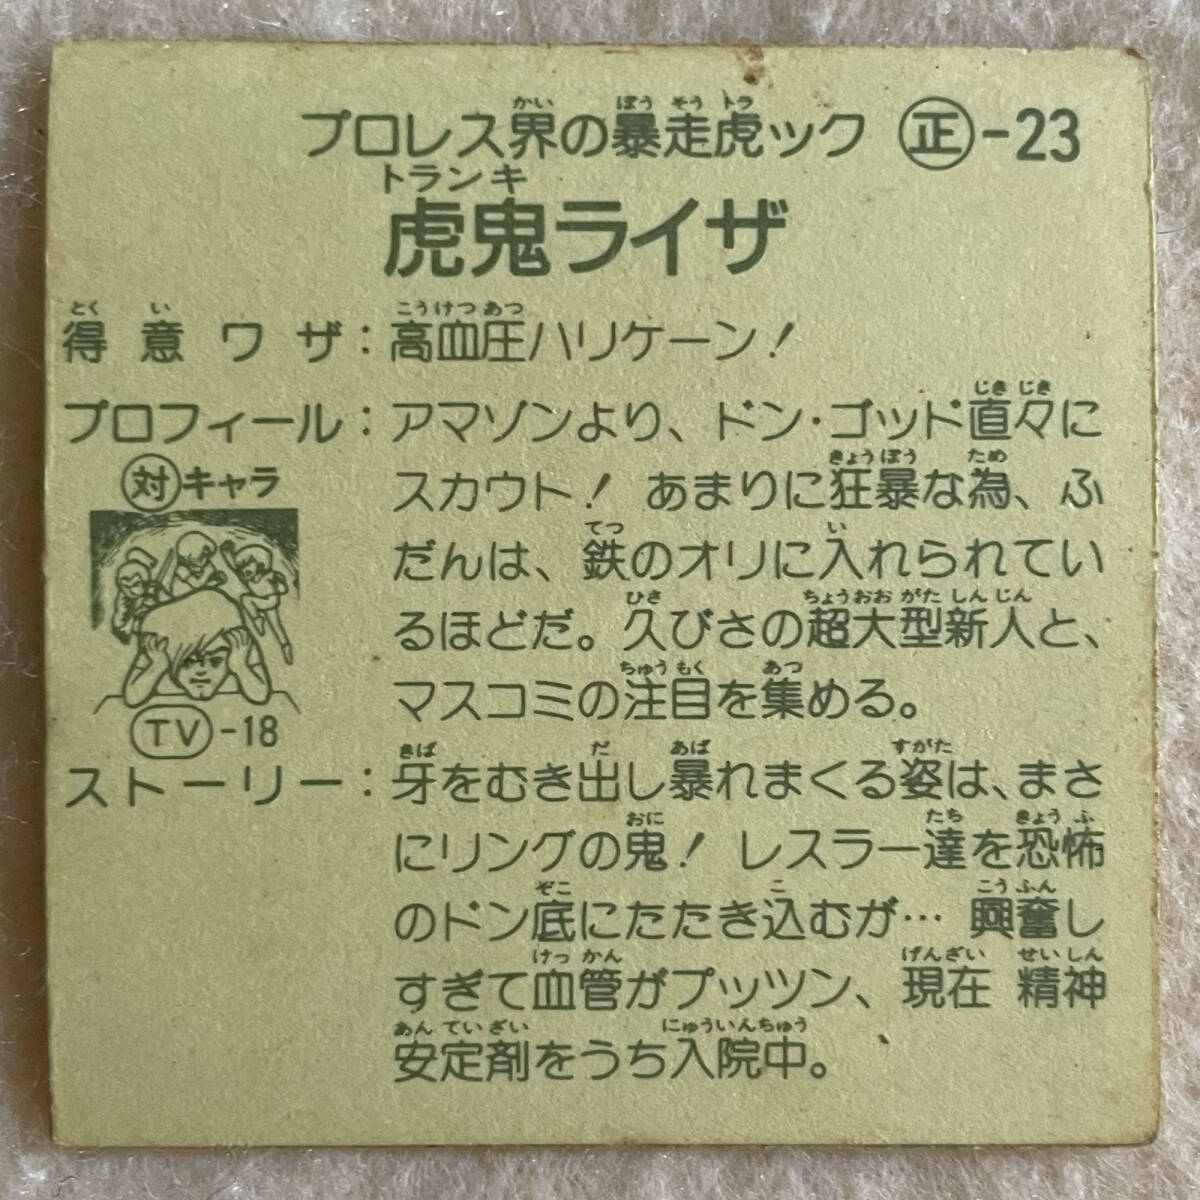 プロレス界の暴走虎ック 正-23
虎鬼ライザ
得意ワザ:高血圧ハリケーン!
プロフィール:アマゾンより、ドン・ゴッド直々に
スカウト! あまりに狂暴な為、ふ
だんは、鉄のオリに入れられてい
るほどだ。久びさの超大型新人と、
マスコミの注目を集める。
対キャラ
TV-18
ストーリー:牙をむき出し暴れまくる姿は、まさ
にリングの鬼! レスラー達を恐怖
のドン底にたたき込むが… 興奮し
すぎて血管がプッツン、現在 精神
安定剤をうち入院中。